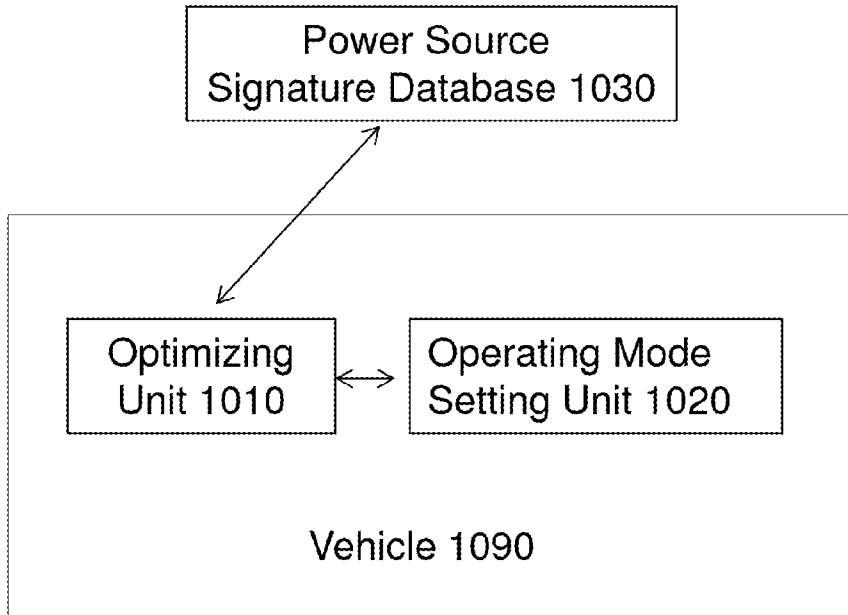 Power Source
Signature Database 1030
Optimizing
Unit 1010
Operating Mode
Setting Unit 1020
Vehicle 1090